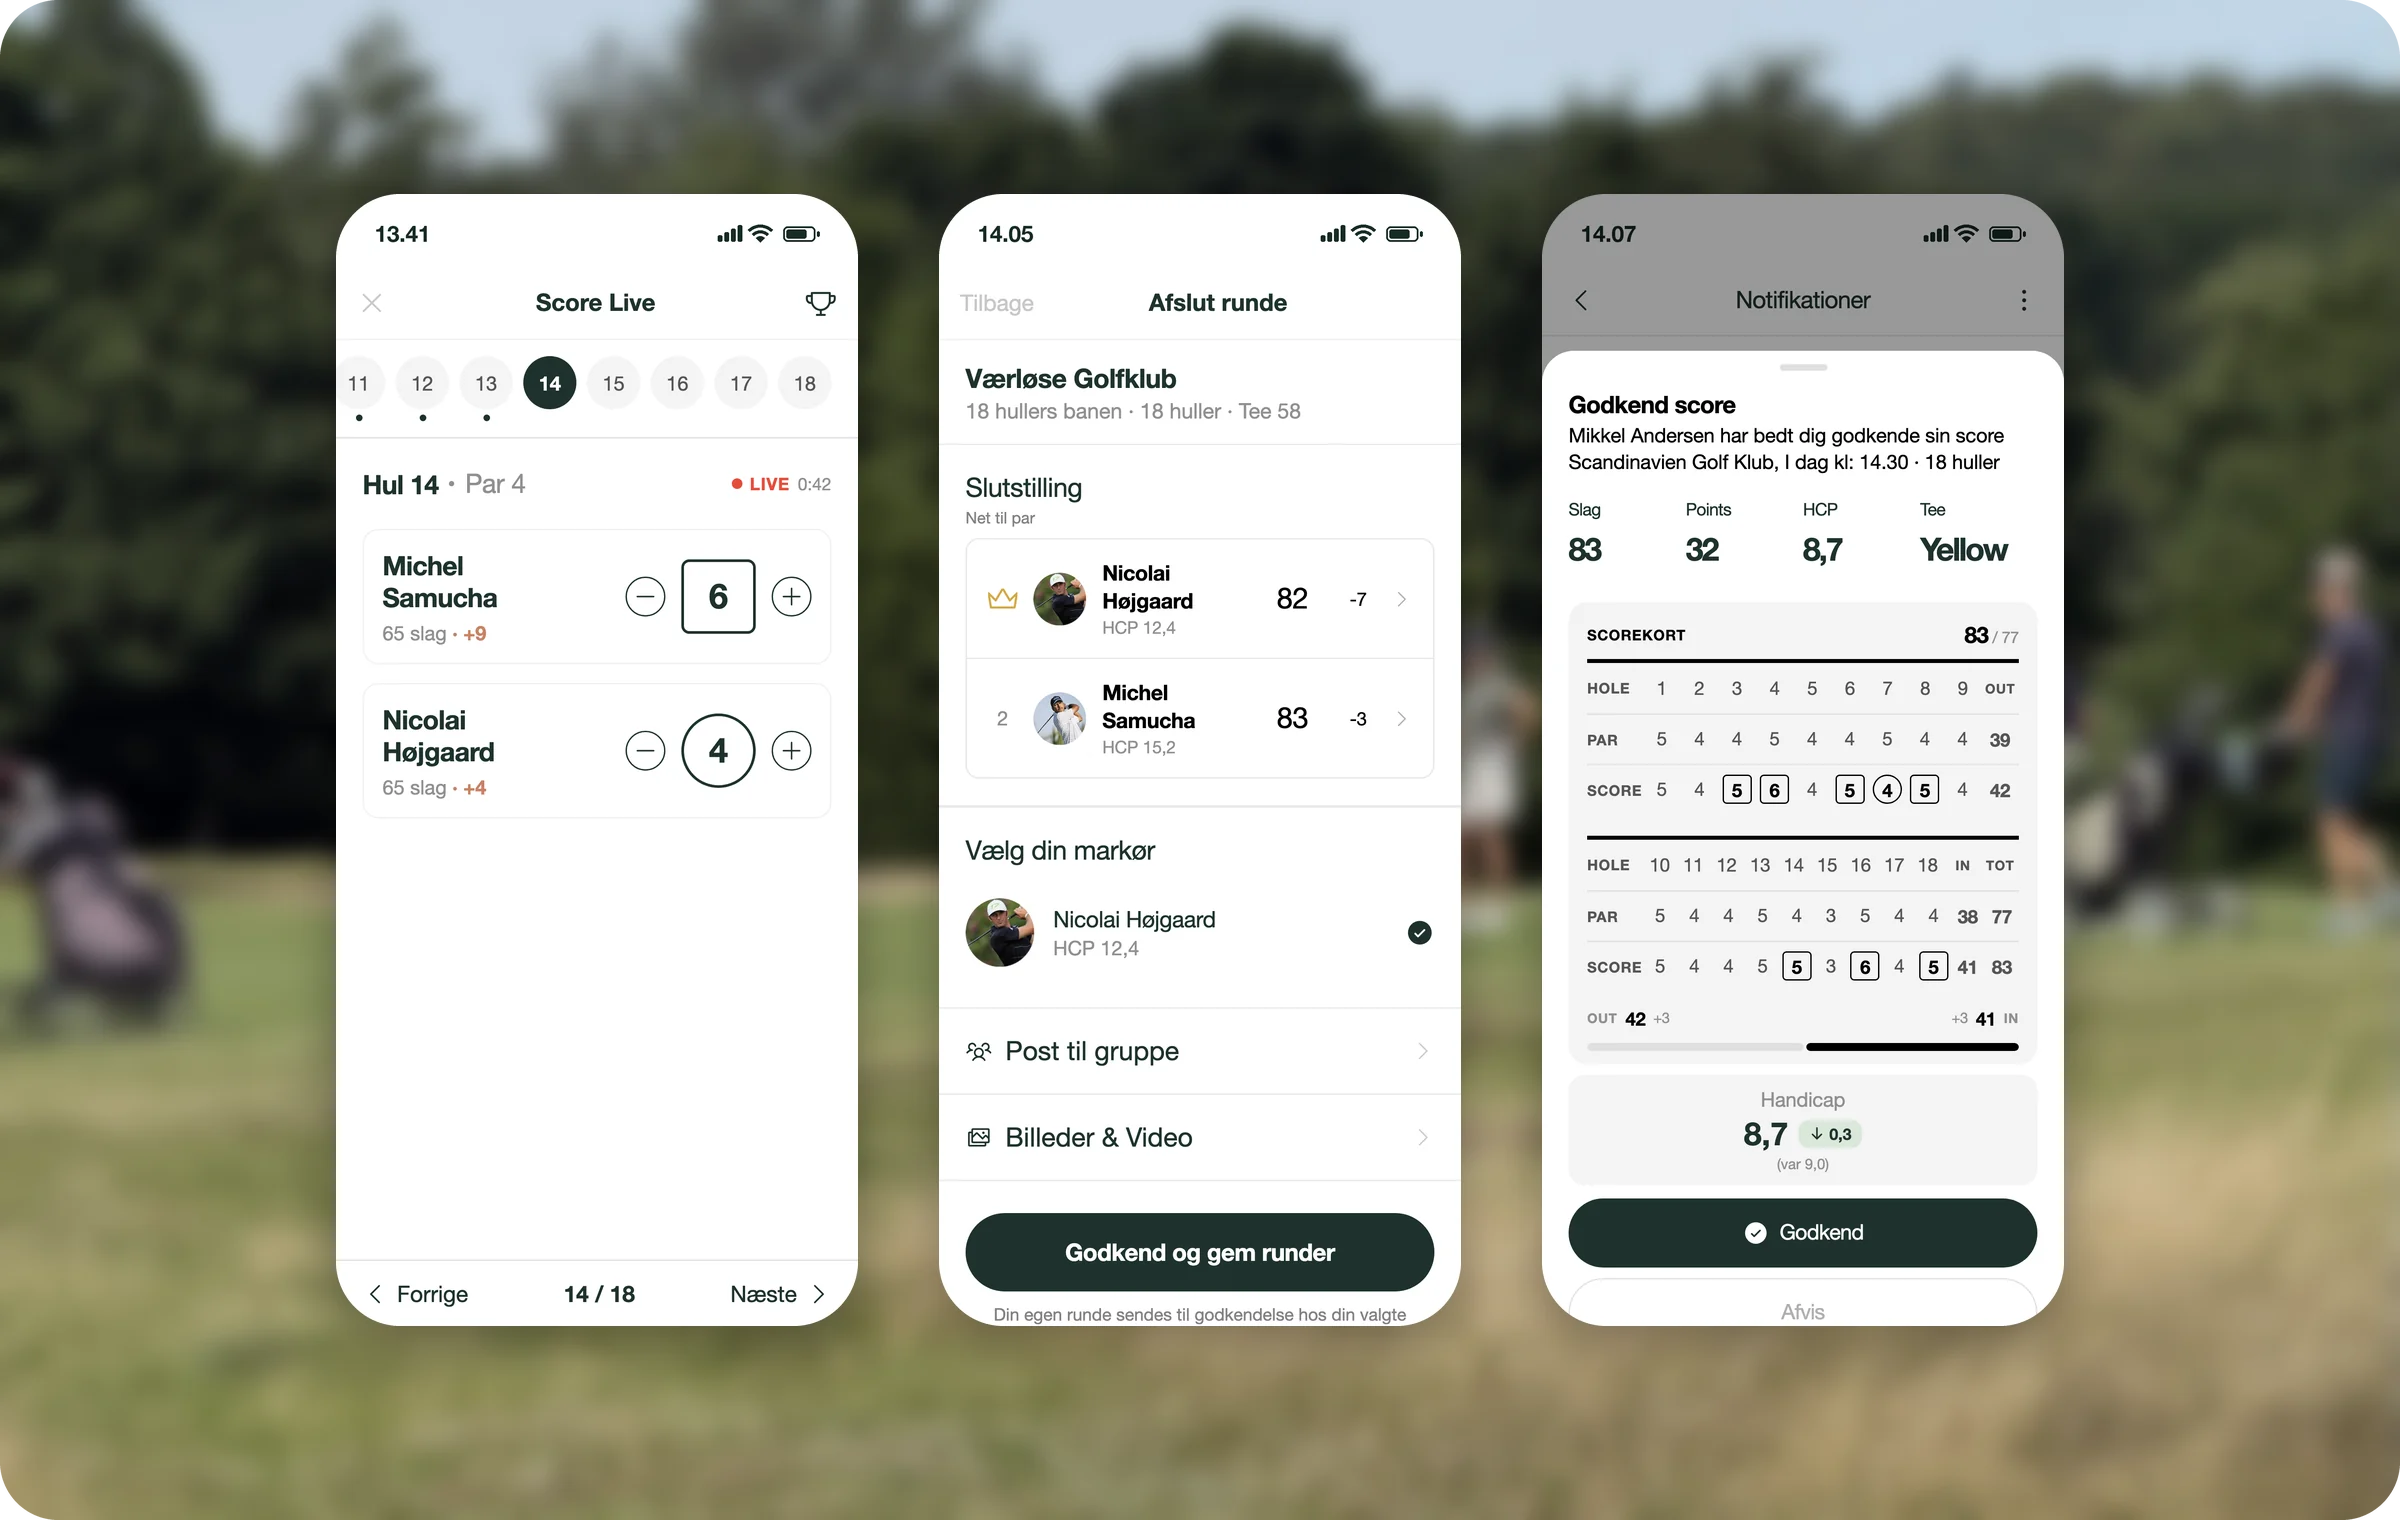 13.41
Score Live
11 12 13 14 15 16 17 18
Hul 14 · Par 4
LIVE 0:42
Michel
Samucha
65 slag · +9
6
Nicolai
Højgaard
65 slag · +4
4
Forrige
14 / 18
Næste
14.05
Tilbage
Afslut runde
Værløse Golfklub
18 hullers banen · 18 huller · Tee 58
Slutstilling
Net til par
Nicolai
Højgaard
HCP 12,4
82
-7
2
Michel
Samucha
HCP 15,2
83
-3
Vælg din markør
Nicolai Højgaard
HCP 12,4
Post til gruppe
Billeder & Video
Godkend og gem runder
Din egen runde sendes til godkendelse hos din valgte
14.07
Notifikationer
Godkend score
Mikkel Andersen har bedt dig godkende sin score
Scandinavien Golf Klub, I dag kl: 14.30 · 18 huller
Slag Points HCP Tee
83 32 8,7 Yellow
SCOREKORT 83 / 77
HOLE 1 2 3 4 5 6 7 8 9 OUT
PAR 5 4 4 5 4 4 5 4 4 39
SCORE 5 4 5 6 4 5 4 5 4 42
HOLE 10 11 12 13 14 15 16 17 18 IN TOT
PAR 5 4 4 5 4 3 5 4 4 38 77
SCORE 5 4 4 5 5 3 6 4 5 41 83
OUT 42 +3
+3 41 IN
Handicap
8,7 ↓ 0,3
(var 9,0)
Godkend
Afvis